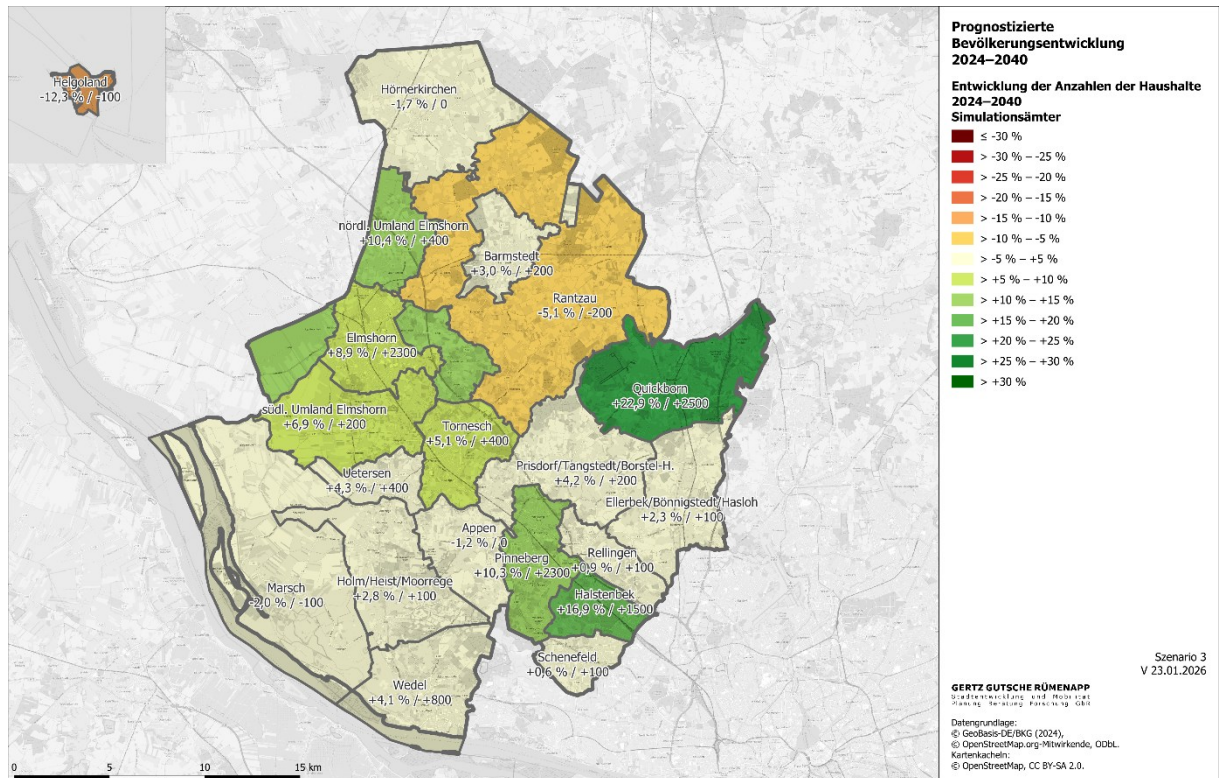 Helgoland
-12,3 % / -100
Hörnerkirchen
-1,7 % / 0
nördl. Umland Elmshorn
+10,4 % / +400
Barmstedt
+3,0 % / +200
Rantzau
-5,1 % / -200
Elmshorn
+8,9 % / +2300
Quickborn
+22,9 % / +2500
südl. Umland Elmshorn
+6,9 % / +200
Tornesch
+5,1 % / +400
Uetersen
+4,3 % / +400
Prisdorf/Tangstedt/Borstel-H.
+4,2 % / +200
Ellerbek/Bönnigstedt/Hasloh
+2,3 % / +100
Appen
-1,2 % / 0
Pinneberg
+10,3 % / +2300
Rellingen
+0,9 % / +100
Marsch
-2,0 % / -100
Holm/Heist/Moorrege
+2,8 % / +100
Halstenbek
+16,9 % / +1500
Schenefeld
+0,6 % / +100
Wedel
+4,1 % / +800
0 5 10 15 km
Prognostizierte
Bevölkerungsentwicklung
2024–2040
Entwicklung der Anzahlen der Haushalte
2024–2040
Simulationsämter
≤ -30 %
> -30 % – -25 %
> -25 % – -20 %
> -20 % – -15 %
> -15 % – -10 %
> -10 % – -5 %
> -5 % – +5 %
> +5 % – +10 %
> +10 % – +15 %
> +15 % – +20 %
> +20 % – +25 %
> +25 % – +30 %
> +30 %
Szenario 3
V 23.01.2026
GERTZ GUTSCHE RÜMENAPP
Stadtentwicklung und Mobilität
Planung Beratung Forschung GbR
Datengrundlage:
© GeoBasis-DE/BKG (2024),
© OpenStreetMap.org-Mitwirkende, ODbL.
Kartenkacheln:
© OpenStreetMap, CC BY-SA 2.0.